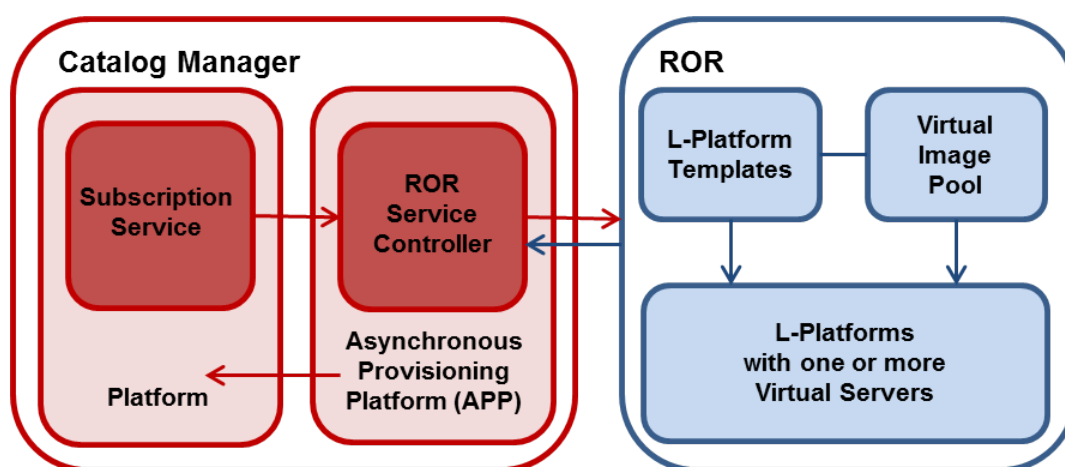 Catalog Manager
Subscription
Service
Platform
ROR
Service
Controller
Asynchronous
Provisioning
Platform (APP)
ROR
L-Platform
Templates
Virtual
Image
Pool
L-Platforms
with one or more
Virtual Servers